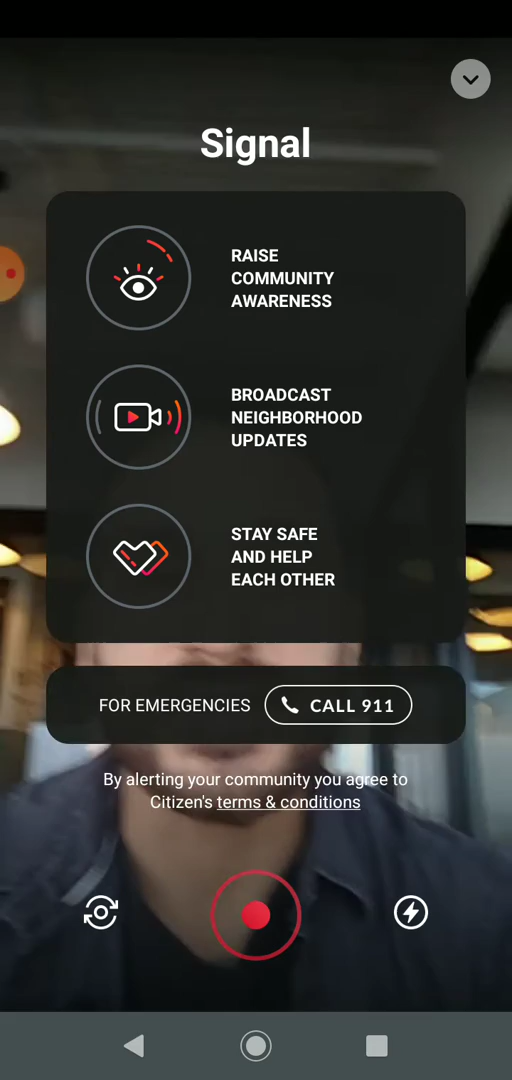 Signal
RAISE
COMMUNITY
AWARENESS
BROADCAST
NEIGHBORHOOD
UPDATES
STAY SAFE
AND HELP
EACH OTHER
FOR EMERGENCIES CALL 911
By alerting your community you agree to
Citizen's terms & conditions